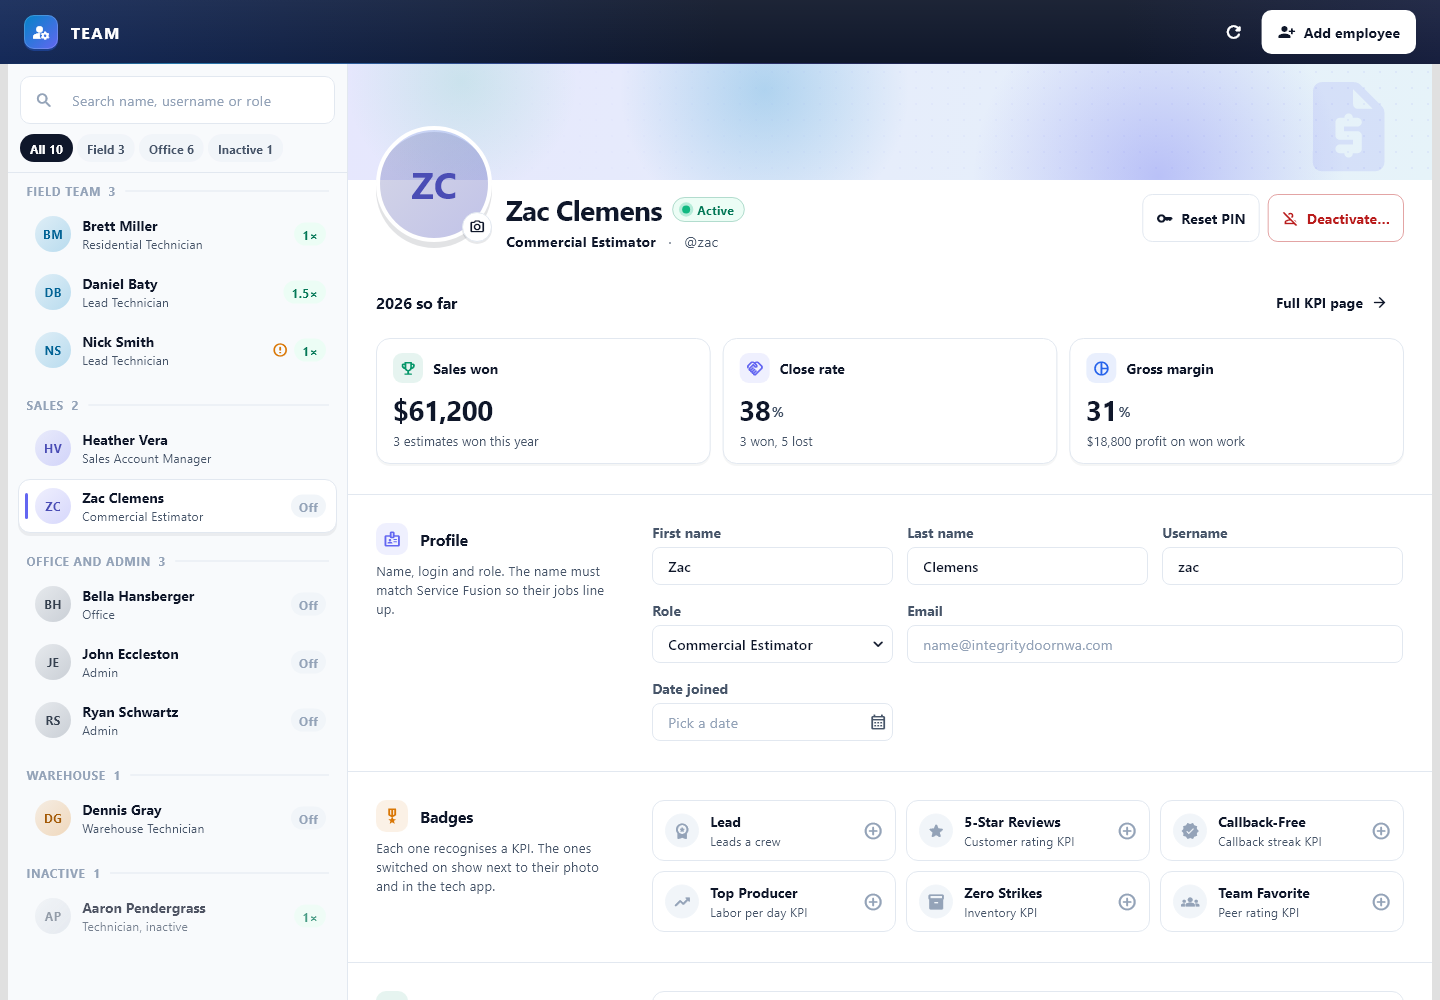 TEAM
Add employee
Search name, username or role
All 10
Field 3
Office 6
Inactive 1
FIELD TEAM 3
BM
Brett Miller
Residential Technician
1×
DB
Daniel Baty
Lead Technician
1.5×
NS
Nick Smith
Lead Technician
1×
SALES 2
HV
Heather Vera
Sales Account Manager
ZC
Zac Clemens
Commercial Estimator
Off
OFFICE AND ADMIN 3
BH
Bella Hansberger
Office
Off
JE
John Eccleston
Admin
Off
RS
Ryan Schwartz
Admin
Off
WAREHOUSE 1
DG
Dennis Gray
Warehouse Technician
Off
INACTIVE 1
AP
Aaron Pendergrass
Technician, inactive
1×
ZC
Zac Clemens
Active
Commercial Estimator · @zac
Reset PIN
Deactivate...
2026 so far
Full KPI page
Sales won
$61,200
3 estimates won this year
Close rate
38%
3 won, 5 lost
Gross margin
31%
$18,800 profit on won work
Profile
Name, login and role. The name must
match Service Fusion so their jobs line
up.
First name
Zac
Last name
Clemens
Username
zac
Role
Commercial Estimator
Email
name@integritydoornwa.com
Date joined
Pick a date
Badges
Each one recognises a KPI. The ones
switched on show next to their photo
and in the tech app.
Lead
Leads a crew
5-Star Reviews
Customer rating KPI
Callback-Free
Callback streak KPI
Top Producer
Labor per day KPI
Zero Strikes
Inventory KPI
Team Favorite
Peer rating KPI